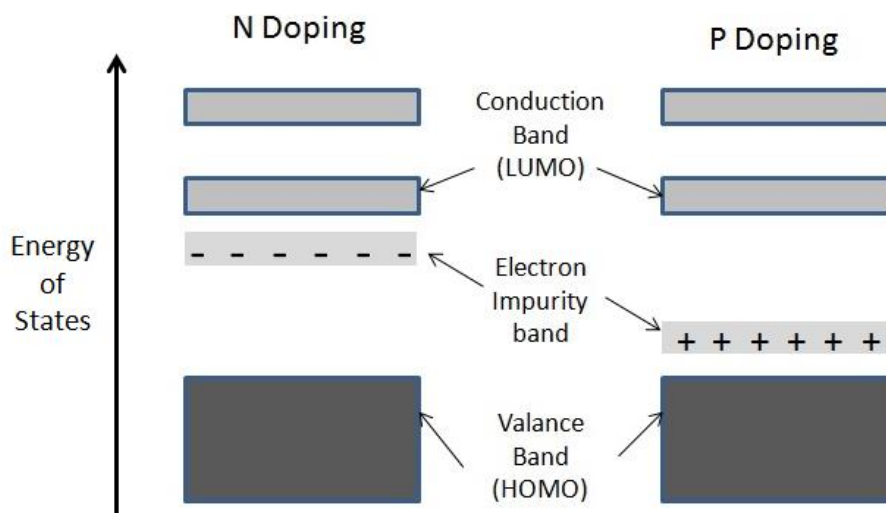 N Doping
P Doping
Conduction
Band
(LUMO)
Energy
of
States
- - - - - -
Electron
Impurity
band
+ + + + + +
Valance
Band
(HOMO)